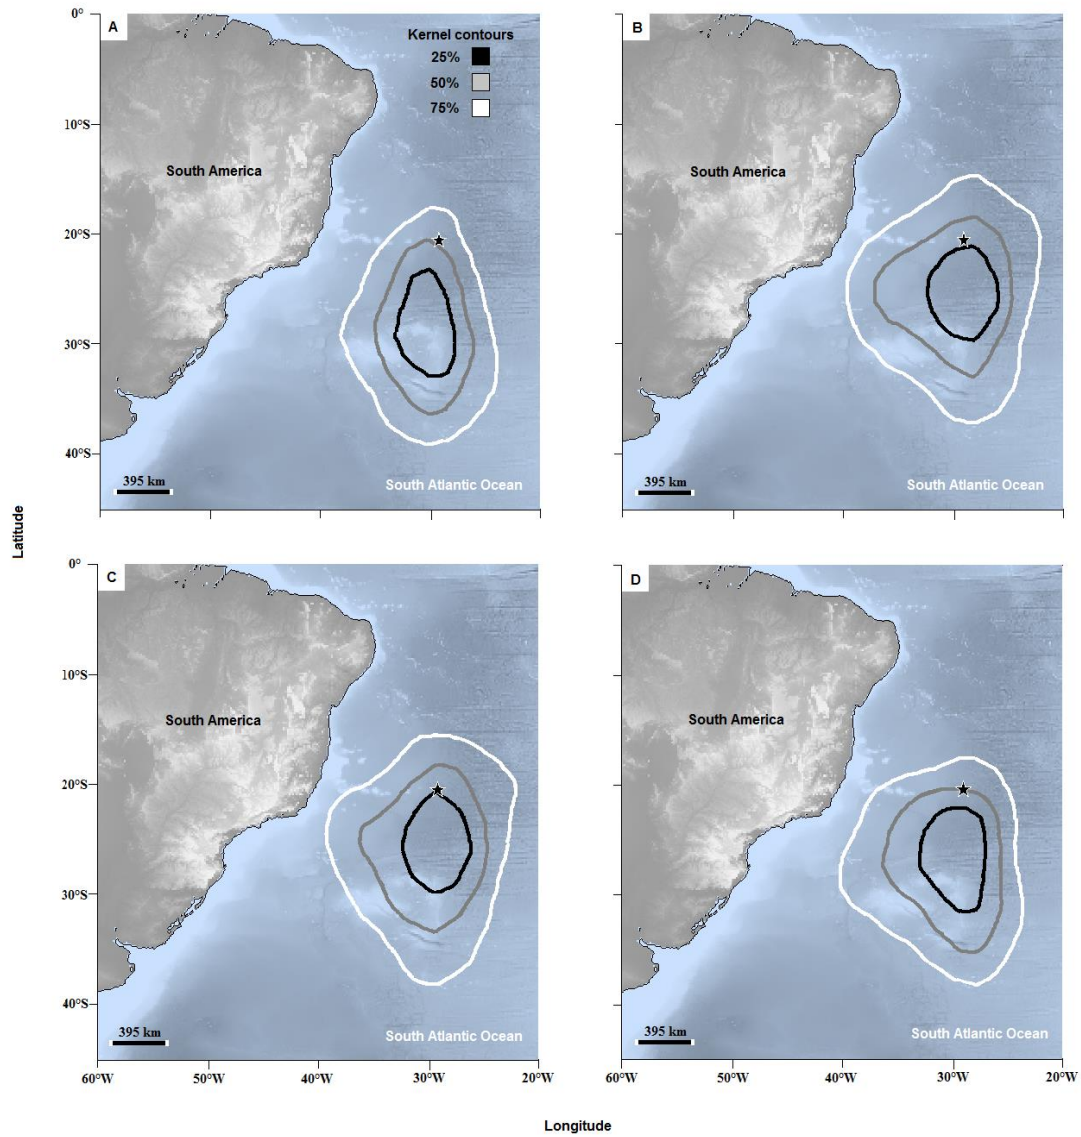 A
Kernel contours
25%
50%
75%
South America
395 km
South Atlantic Ocean
0°
10°S
20°S
30°S
40°S
B
South America
395 km
South Atlantic Ocean
Latitude
C
South America
395 km
South Atlantic Ocean
0°
10°S
20°S
30°S
40°S
60°W 50°W 40°W 30°W 20°W
D
South America
395 km
South Atlantic Ocean
60°W 50°W 40°W 30°W 20°W
Longitude